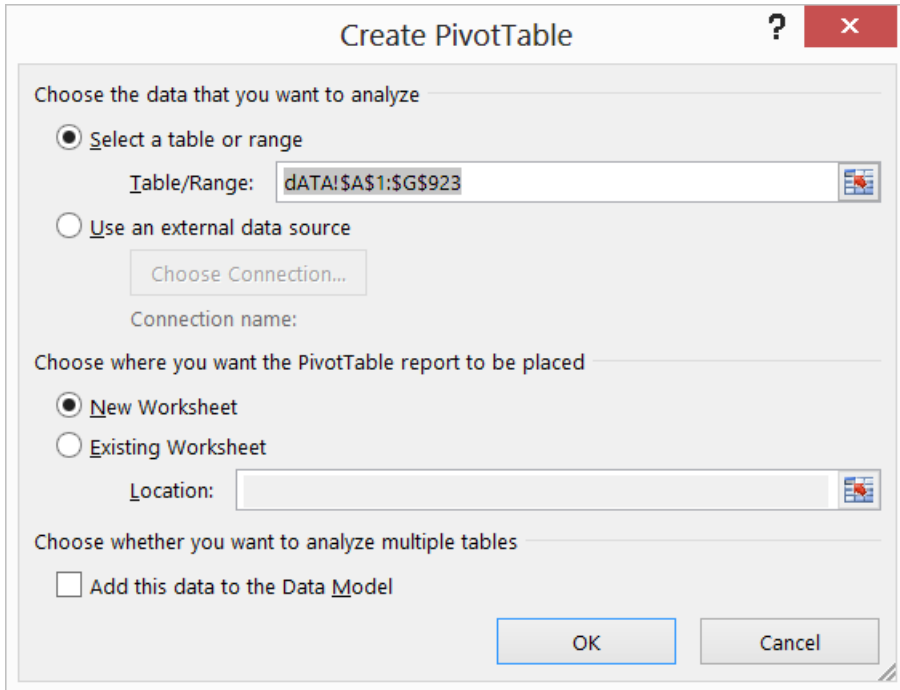 Create PivotTable
?
Choose the data that you want to analyze
Select a table or range
Table/Range: dATA!$A$1:$G$923
Use an external data source
Choose Connection...
Connection name:
Choose where you want the PivotTable report to be placed
New Worksheet
Existing Worksheet
Location:
Choose whether you want to analyze multiple tables
Add this data to the Data Model
OK Cancel